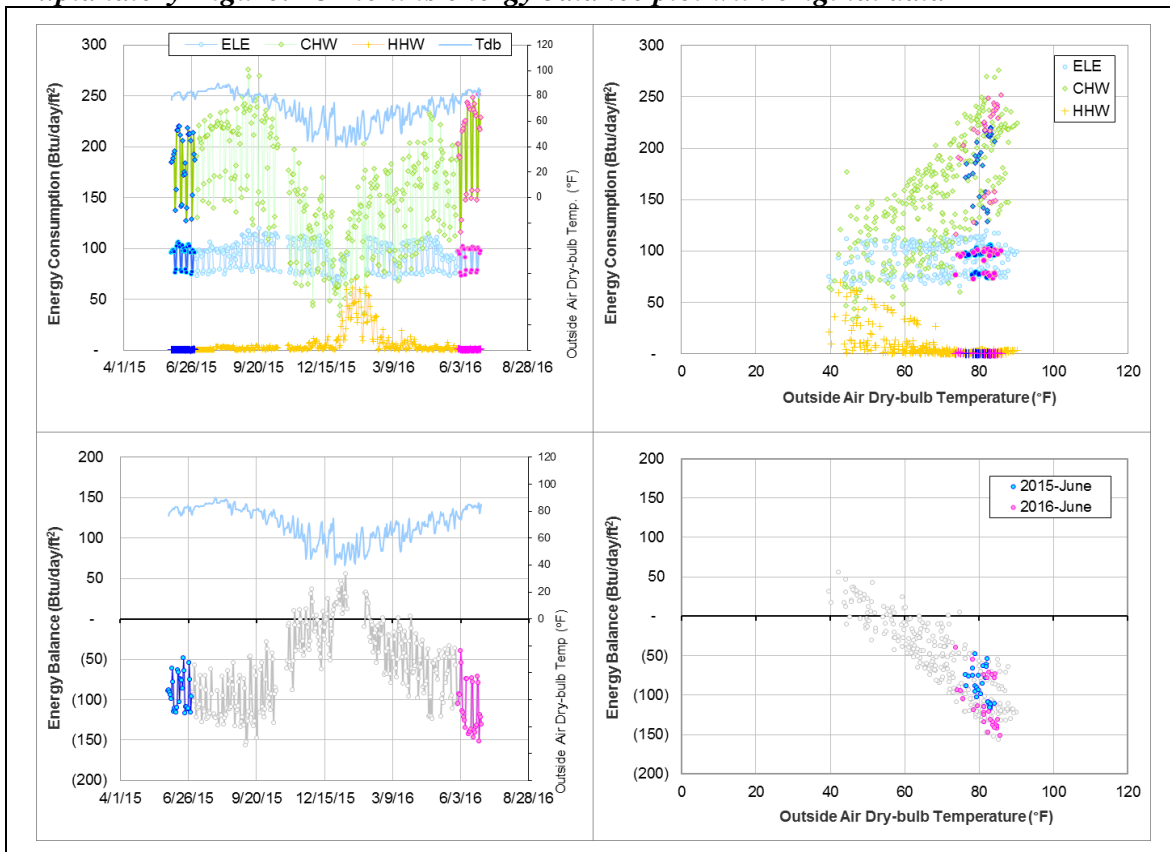 ELE CHW HHW Tdb
300
250
200
150
100
50
-
Energy Consumption (Btu/day/ft²)
120
100
80
60
40
20
0
Outside Air Dry-bulb Temp. (°F)
4/1/15 6/26/15 9/20/15 12/15/15 3/9/16 6/3/16 8/28/16
ELE
CHW
HHW
300
250
200
150
100
50
-
Energy Consumption (Btu/day/ft²)
0 20 40 60 80 100 120
Outside Air Dry-bulb Temperature (°F)
200
150
100
50
-
(50)
(100)
(150)
(200)
Energy Balance (Btu/day/ft²)
120
100
80
60
40
20
0
Outside Air Dry-bulb Temp (°F)
4/1/15 6/26/15 9/20/15 12/15/15 3/9/16 6/3/16 8/28/16
2015-June
2016-June
200
150
100
50
-
(50)
(100)
(150)
(200)
Energy Balance (Btu/day/ft²)
0 20 40 60 80 100 120
Outside Air Dry-bulb Temperature (°F)